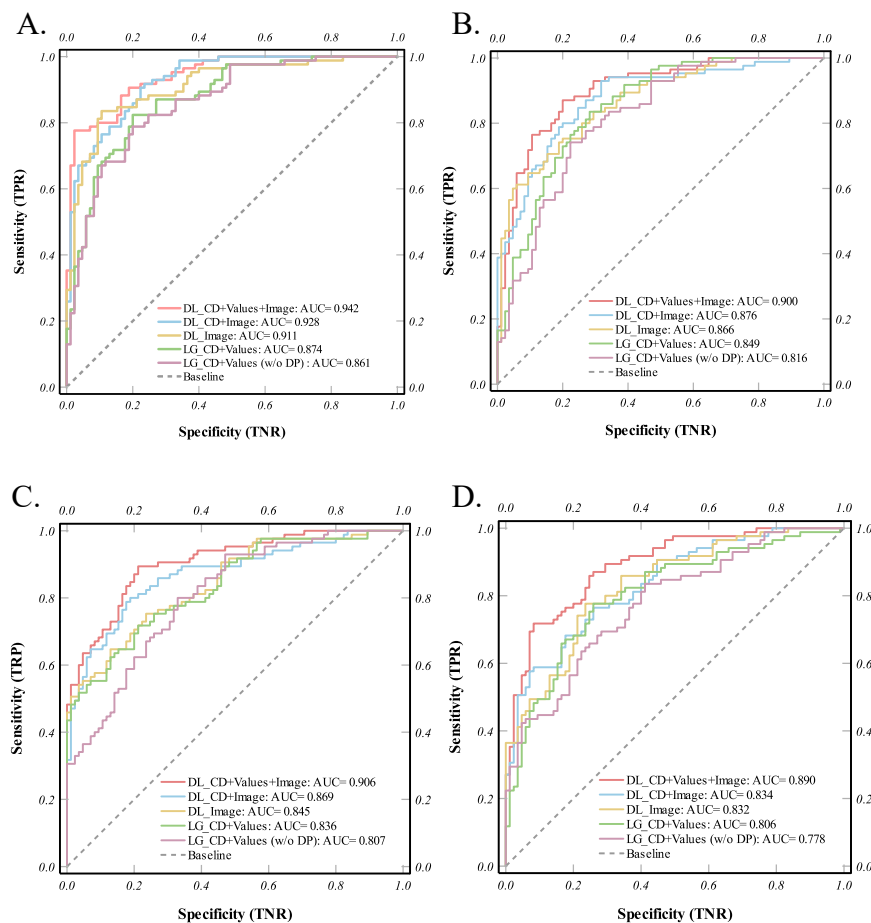 A.
0.0 0.2 0.4 0.6 0.8 1.0
1.0 1.0
0.8 0.8
0.6 0.6
0.4 0.4
0.2 0.2
0.0 0.0
Sensitivity (TPR)
DL_CD+Values+Image: AUC= 0.942
DL_CD+Image: AUC= 0.928
DL_Image: AUC= 0.911
LG_CD+Values: AUC= 0.874
LG_CD+Values (w/o DP) : AUC= 0.861
Baseline
0.0 0.2 0.4 0.6 0.8 1.0
Specificity (TNR)
B.
0.0 0.2 0.4 0.6 0.8 1.0
1.0 1.0
0.8 0.8
0.6 0.6
0.4 0.4
0.2 0.2
0.0 0.0
Sensitivity (TPR)
DL_CD+Values+Image: AUC= 0.900
DL_CD+Image: AUC= 0.876
DL_Image: AUC= 0.866
LG_CD+Values: AUC= 0.849
LG_CD+Values (w/o DP): AUC= 0.816
Baseline
0.0 0.2 0.4 0.6 0.8 1.0
Specificity (TNR)
C.
0.0 0.2 0.4 0.6 0.8 1.0
1.0 1.0
0.8 0.8
0.6 0.6
0.4 0.4
0.2 0.2
0.0 0.0
Sensitivity (TRP)
DL_CD+Values+Image: AUC= 0.906
DL_CD+Image: AUC= 0.869
DL_Image: AUC= 0.845
LG_CD+Values: AUC= 0.836
LG_CD+Values (w/o DP): AUC= 0.807
Baseline
0.0 0.2 0.4 0.6 0.8 1.0
Specificity (TNR)
D.
0.0 0.2 0.4 0.6 0.8 1.0
1.0 1.0
0.8 0.8
0.6 0.6
0.4 0.4
0.2 0.2
0.0 0.6
Sensitivity (TPR)
DL_CD+Values+Image: AUC= 0.890
DL_CD+Image: AUC= 0.834
DL_Image: AUC= 0.832
LG_CD+Values: AUC= 0.806
LG_CD+Values (w/o DP): AUC= 0.778
Baseline
0.0 0.2 0.4 0.6 0.8 1.0
Specificity (TNR)